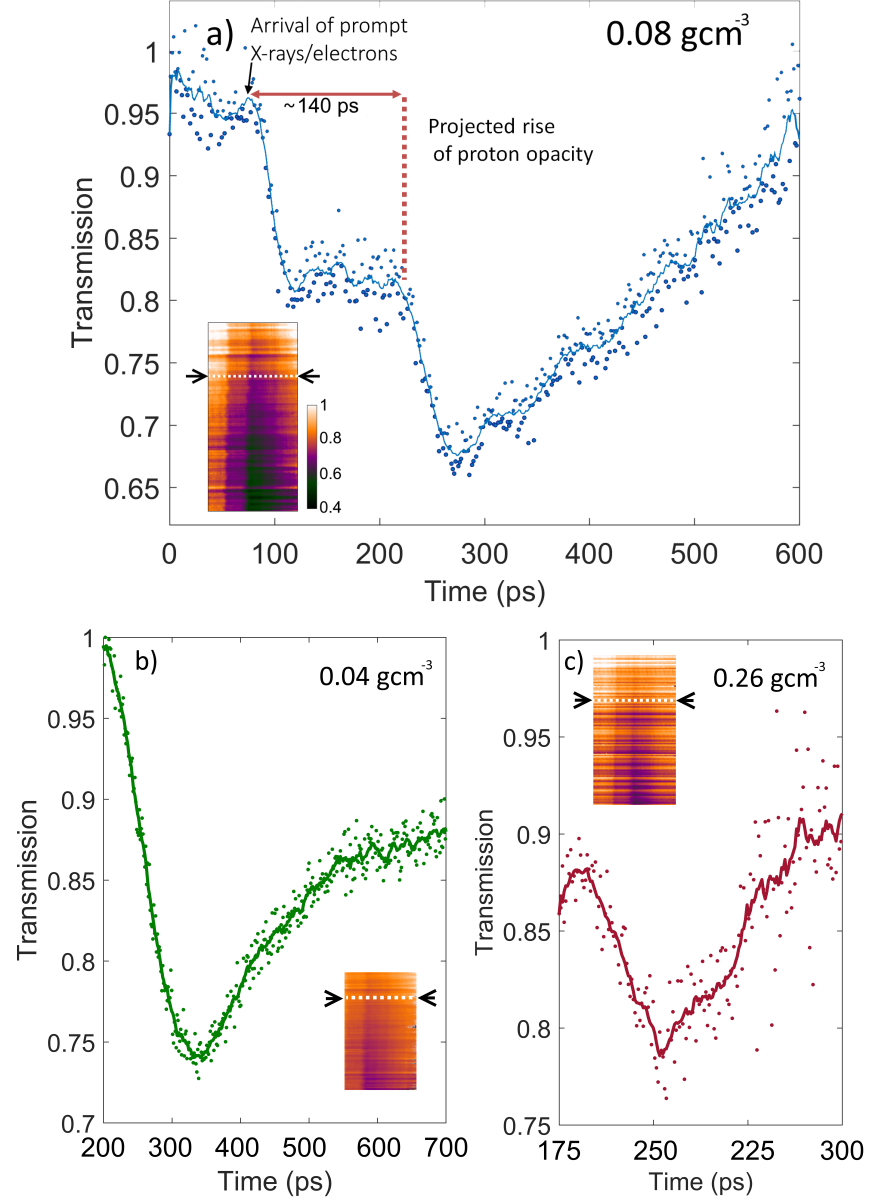 a)
Arrival of prompt
X-rays/electrons
0.08 gcm-3
~140 ps
Projected rise
of proton opacity
Transmission
1
0.95
0.9
0.85
0.8
0.75
0.7
0.65
1
0.8
0.6
0.4
0 100 200 300 400 500 600
Time (ps)
b)
0.04 gcm-3
Transmission
1
0.95
0.9
0.85
0.8
0.75
0.7
200 300 400 500 600 700
Time (ps)
c)
0.26 gcm-3
Transmission
1
0.95
0.9
0.85
0.8
0.75
175 250 225 300
Time (ps)